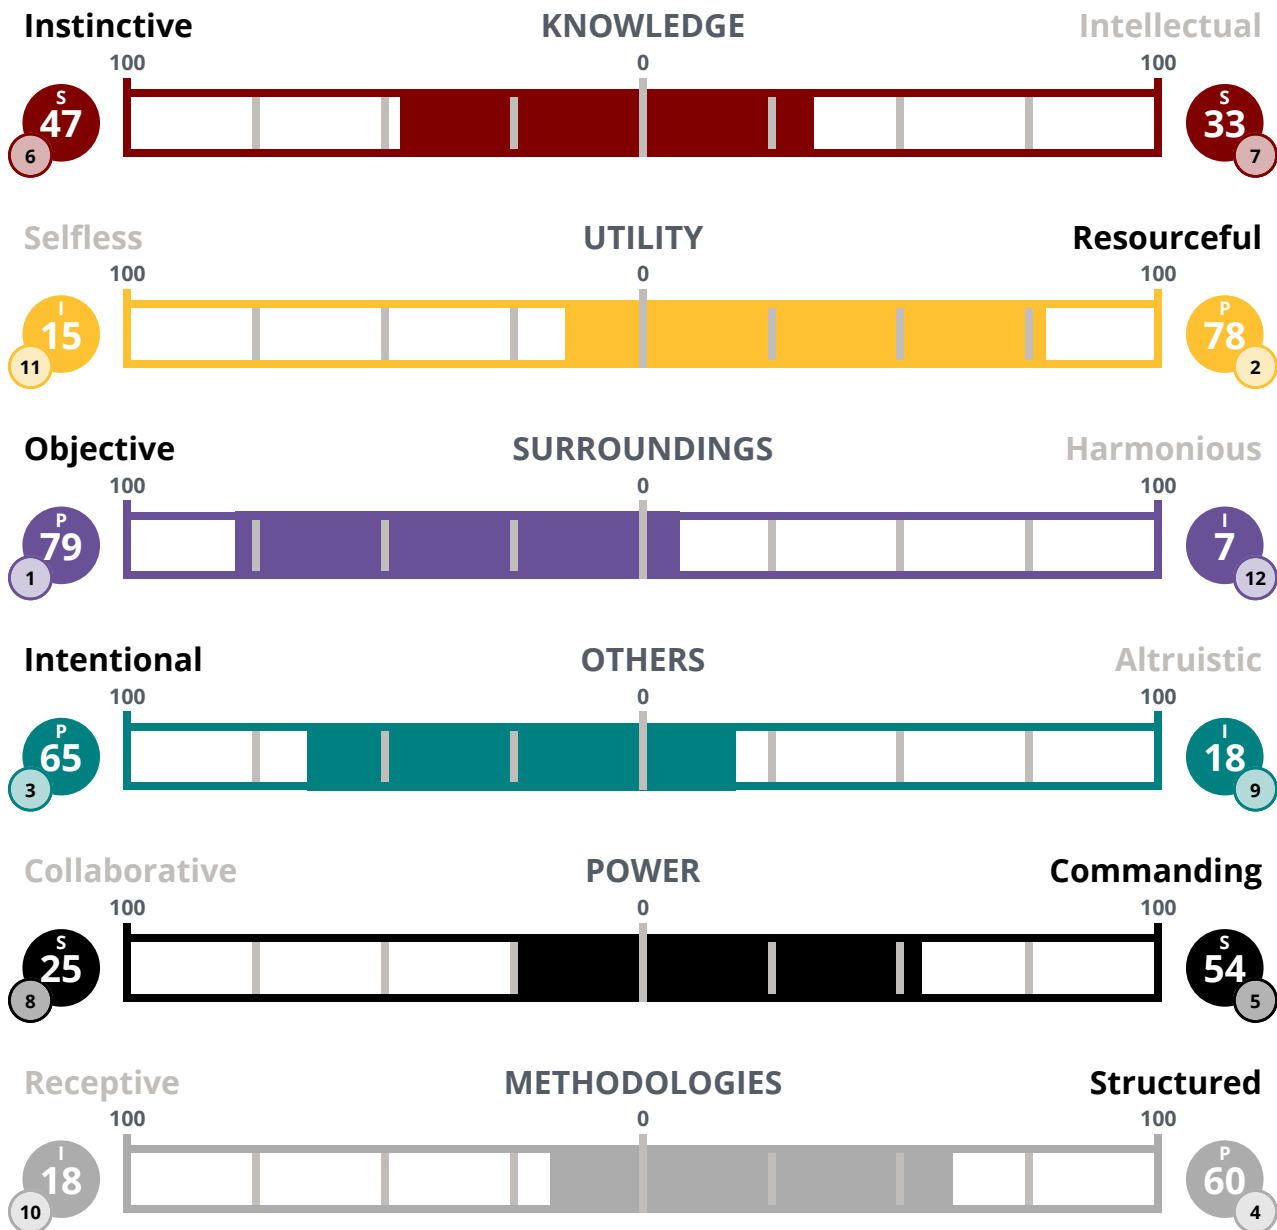 Instinctive KNOWLEDGE Intellectual
100 0 100
S S
47 33
6 7
Selfless UTILITY Resourceful
100 0 100
I P
15 78
11 2
Objective SURROUNDINGS Harmonious
100 0 100
P I
79 7
1 12
Intentional OTHERS Altruistic
100 0 100
P I
65 18
3 9
Collaborative POWER Commanding
100 0 100
S S
25 54
8 5
Receptive METHODOLOGIES Structured
100 0 100
I P
18 60
10 4